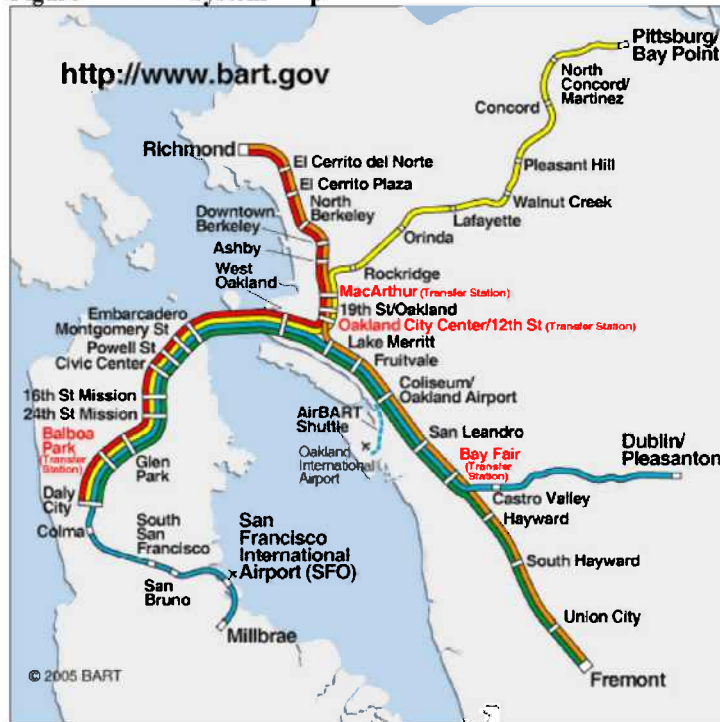 http://www.bart.gov
Pittsburg/
Bay Point
North
Concord/
Martinez
Concord
Richmond
El Cerrito del Norte
Pleasant Hill
El Cerrito Plaza
North
Berkeley
Walnut Creek
Downtown
Berkeley
Lafayette
Orinda
Ashby
West
Oakland
Rockridge
MacArthur (Transfer Station)
19th St/Oakland
Embarcadero
Oakland City Center/12th St (Transfer Station)
Montgomery St
Lake Merritt
Powell St
Fruitvale
Civic Center
Coliseum/
Oakland Airport
16th St Mission
24th St Mission
AirBART
Shuttle
San Leandro
Balboa
Park
(Transfer
Station)
Oakland
International
Airport
Bay Fair
(Transfer
Station)
Dublin/
Pleasanton
Glen
Park
Daly
City
Castro Valley
Hayward
Colma
South
San
Francisco
San
Francisco
International
Airport (SFO)
South Hayward
San
Bruno
Union City
Millbrae
Fremont
© 2005 BART